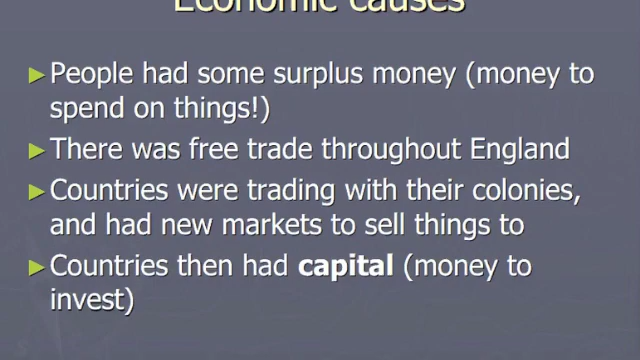 Economic causes
►People had some surplus money (money to
spend on things!)
►There was free trade throughout England
►Countries were trading with their colonies,
and had new markets to sell things to
►Countries then had capital (money to
invest)